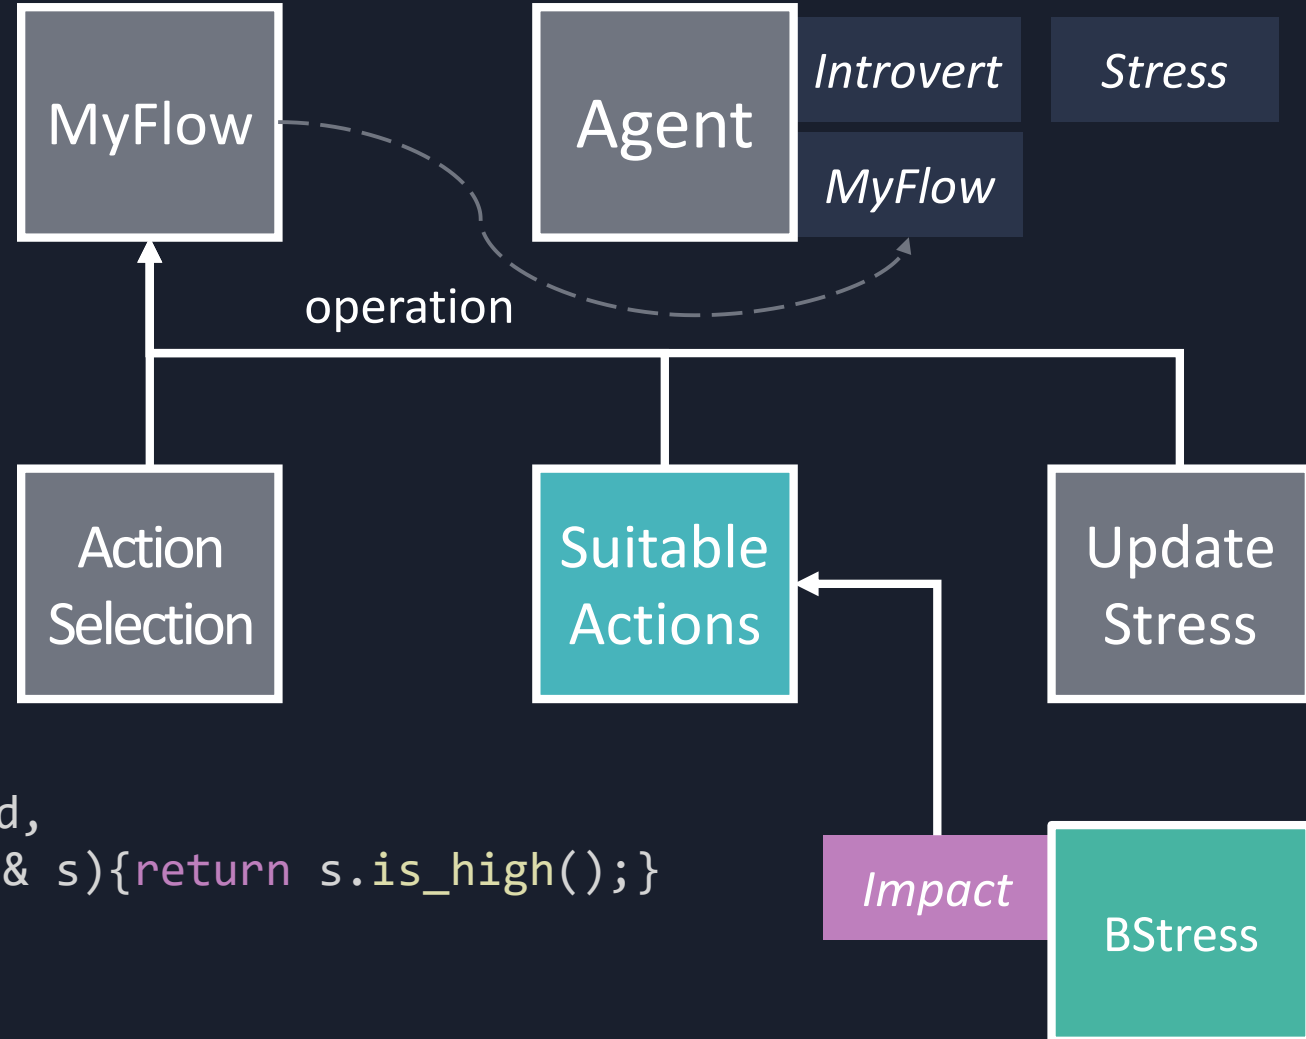 MyFlow
Agent
Introvert
Stress
MyFlow
operation
Action
Selection
Suitable
Actions
Update
Stress
d,
& s){return s.is_high();}
Impact
BStress